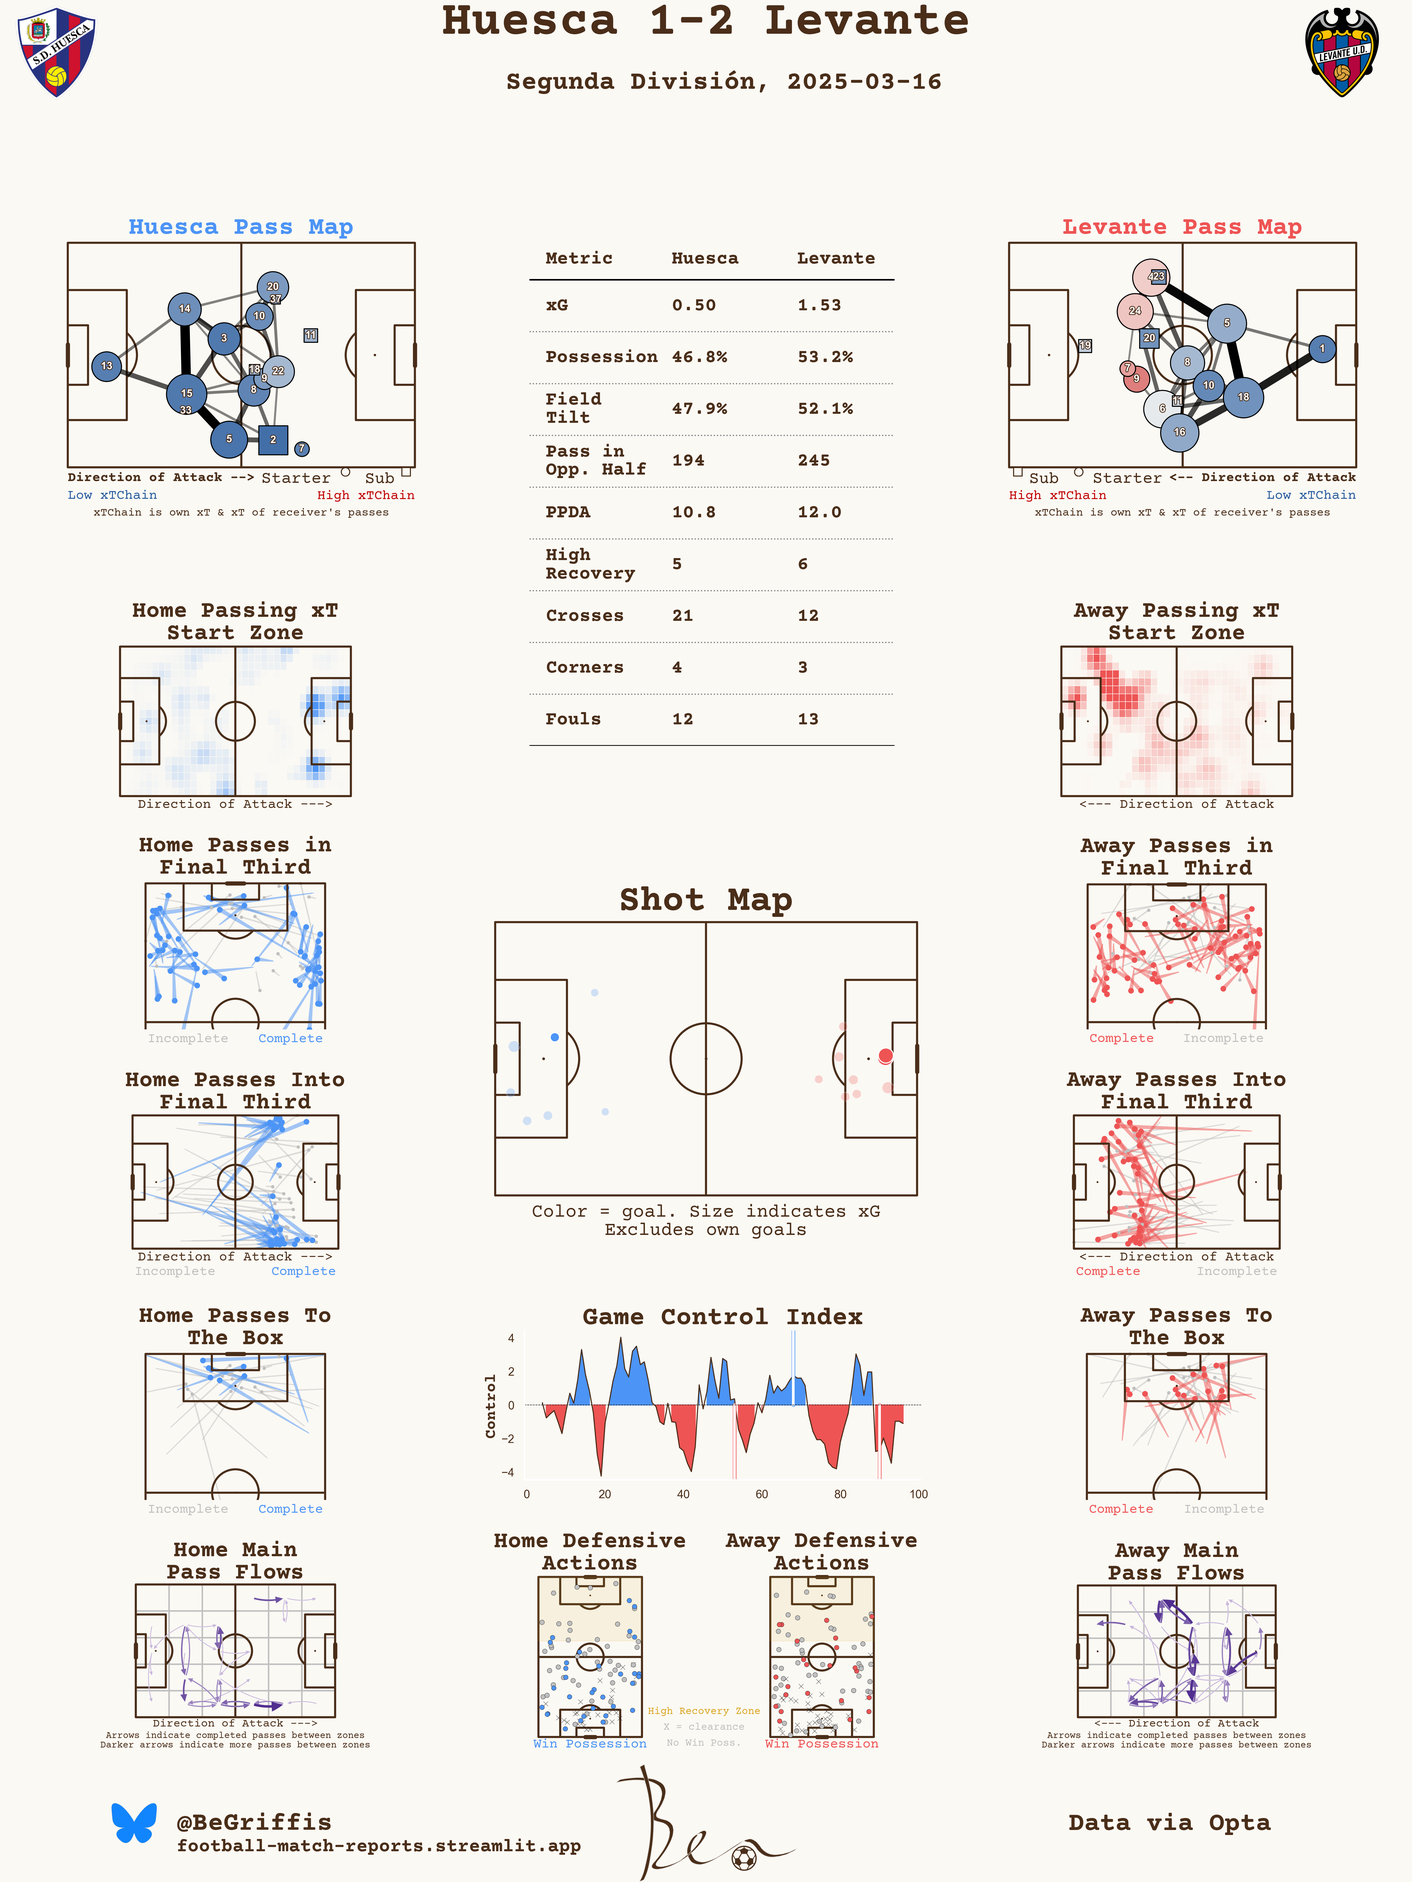 Huesca 1-2 Levante
Segunda División, 2025-03-16
S.D. HUESCA
LEVANTE U.D.
Huesca Pass Map
20
37
14
10
11
3
13
18
22
9
15
8
33
5
2
7
Direction of Attack --> Starter Sub
Low xTChain High xTChain
xTChain is own xT & xT of receiver's passes
Metric Huesca Levante
xG 0.50 1.53
Possession 46.8% 53.2%
Field
Tilt 47.9% 52.1%
Pass in
Opp. Half 194 245
PPDA 10.8 12.0
High
Recovery 5 6
Crosses 21 12
Corners 4 3
Fouls 12 13
Levante Pass Map
23
24
5
20
19
1
8
7
9
10
18
11
6
16
Sub Starter <-- Direction of Attack
High xTChain Low xTChain
xTChain is own xT & xT of receiver's passes
Home Passing xT
Start Zone
Direction of Attack --->
Away Passing xT
Start Zone
<--- Direction of Attack
Home Passes in
Final Third
Incomplete Complete
Away Passes in
Final Third
Complete Incomplete
Shot Map
Color = goal. Size indicates xG
Excludes own goals
Home Passes Into
Final Third
Direction of Attack --->
Incomplete Complete
Away Passes Into
Final Third
<--- Direction of Attack
Complete Incomplete
Home Passes To
The Box
Incomplete Complete
Game Control Index
Control
4
2
0
−2
−4
0 20 40 60 80 100
Away Passes To
The Box
Complete Incomplete
Home Main
Pass Flows
Direction of Attack --->
Arrows indicate completed passes between zones
Darker arrows indicate more passes between zones
Home Defensive
Actions
Win Possession
Away Defensive
Actions
Win Possession
High Recovery Zone
X = clearance
No Win Poss.
Away Main
Pass Flows
<--- Direction of Attack
Arrows indicate completed passes between zones
Darker arrows indicate more passes between zones
@BeGriffis
football-match-reports.streamlit.app
Ben
Data via Opta